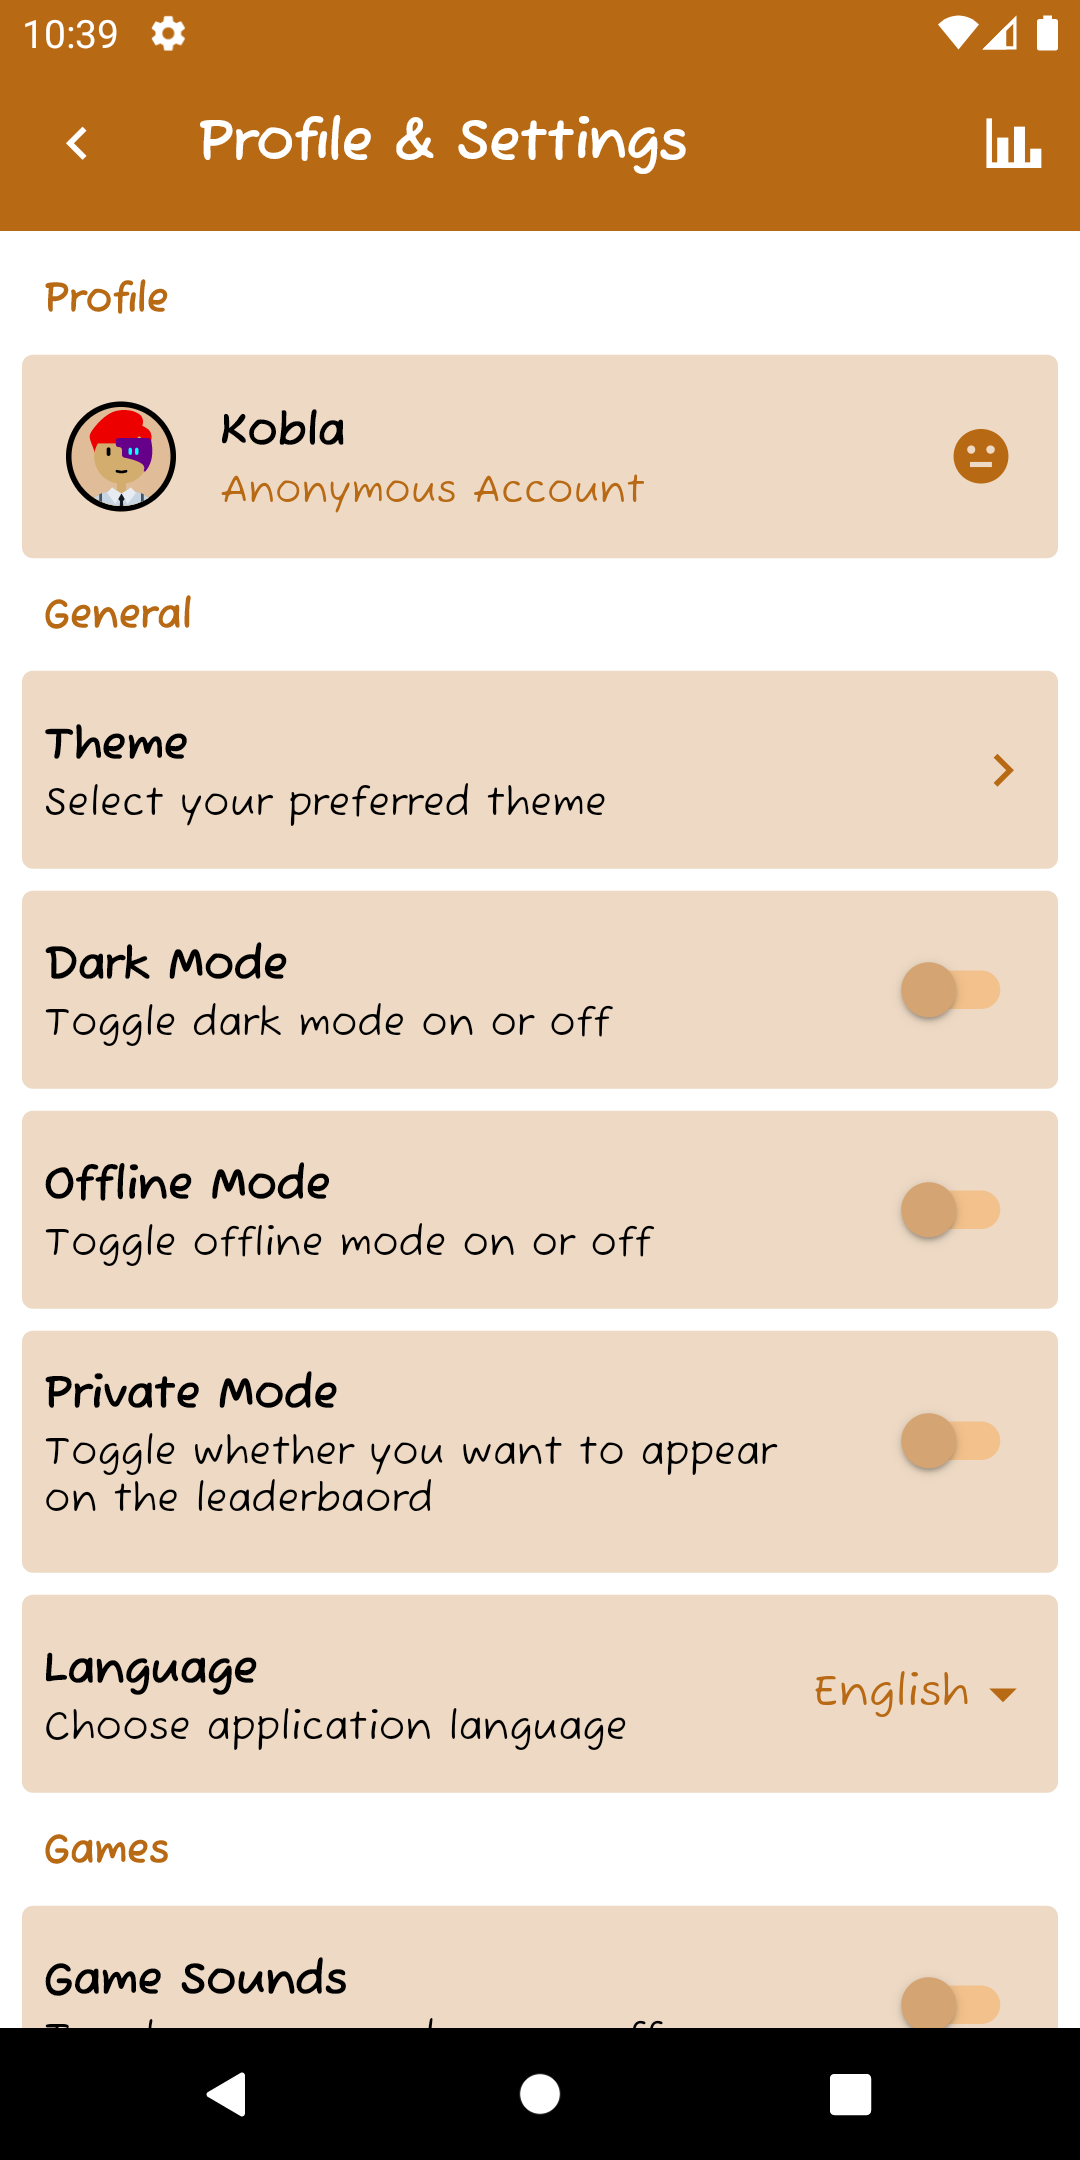 10:39
Profile & Settings
Profile
Kobla
Anonymous Account
General
Theme
Select your preferred theme
Dark Mode
Toggle dark mode on or off
Offline Mode
Toggle offline mode on or off
Private Mode
Toggle whether you want to appear
on the leaderbaord
Language
Choose application language
English
Games
Game Sounds